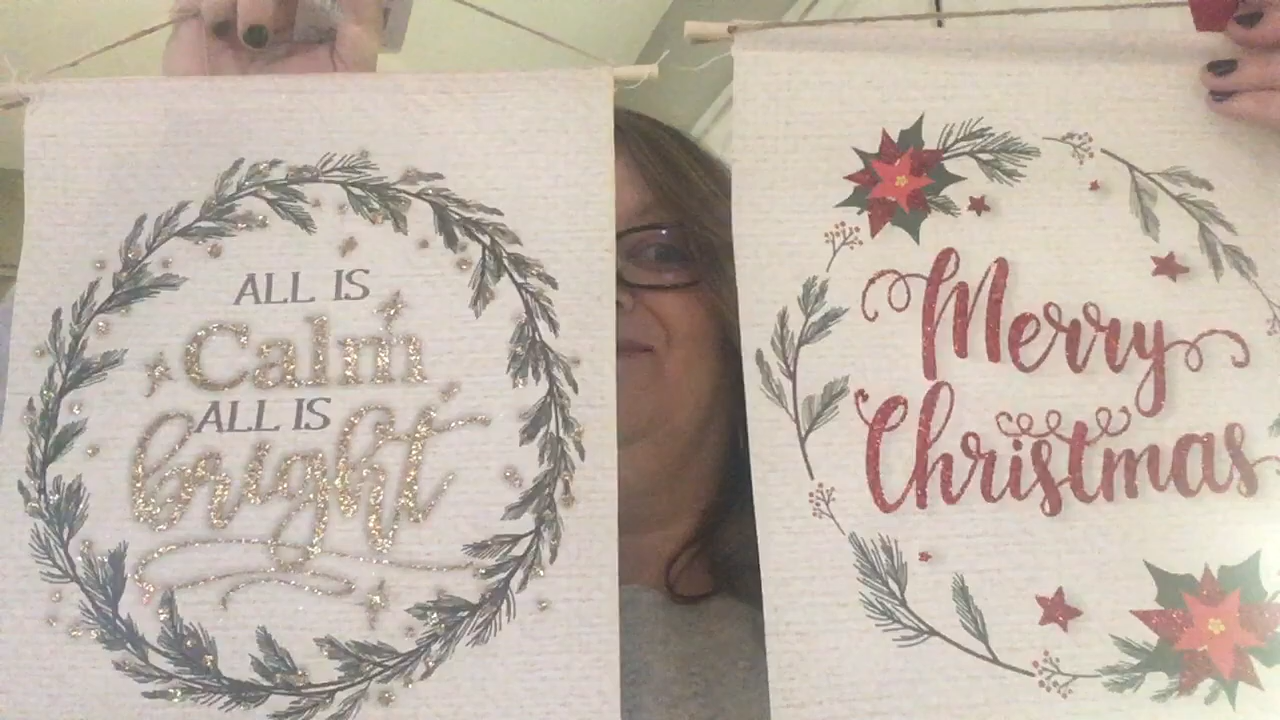 ALL IS
Calm
ALL IS
bright
Merry
Christmas